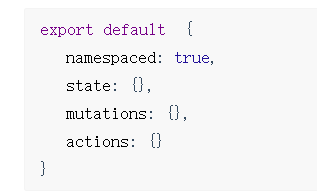 export default  {
namespaced: true,
state: {},
mutations: {},
actions: {}
}